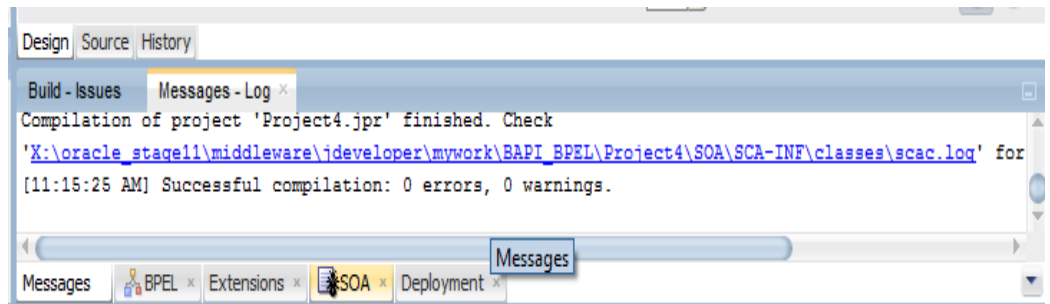 Design Source History
Build - Issues Messages - Log
Compilation of project 'Project4.jpr' finished. Check
'X:\oracle_stage11\middleware\jdeveloper\mywork\BAPI_BPEL\Project4\SOA\SCA-INF\classes\scac.log' for
[11:15:25 AM] Successful compilation: 0 errors, 0 warnings.
Messages
Messages BPEL Extensions SOA Deployment